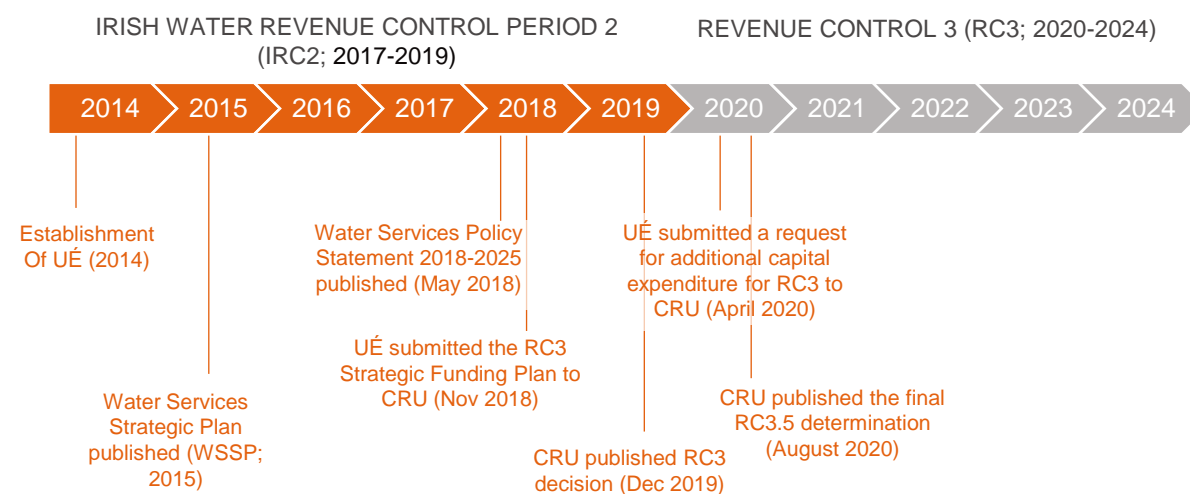 IRISH WATER REVENUE CONTROL PERIOD 2
(IRC2; 2017-2019)
REVENUE CONTROL 3 (RC3; 2020-2024)
2014 2015 2016 2017 2018 2019 2020 2021 2022 2023 2024
Establishment
Of UÉ (2014)
Water Services Policy
Statement 2018-2025
published (May 2018)
UÉ submitted a request
for additional capital
expenditure for RC3 to
CRU (April 2020)
UÉ submitted the RC3
Strategic Funding Plan to
CRU (Nov 2018)
Water Services
Strategic Plan
published (WSSP;
2015)
CRU published the final
RC3.5 determination
(August 2020)
CRU published RC3
decision (Dec 2019)